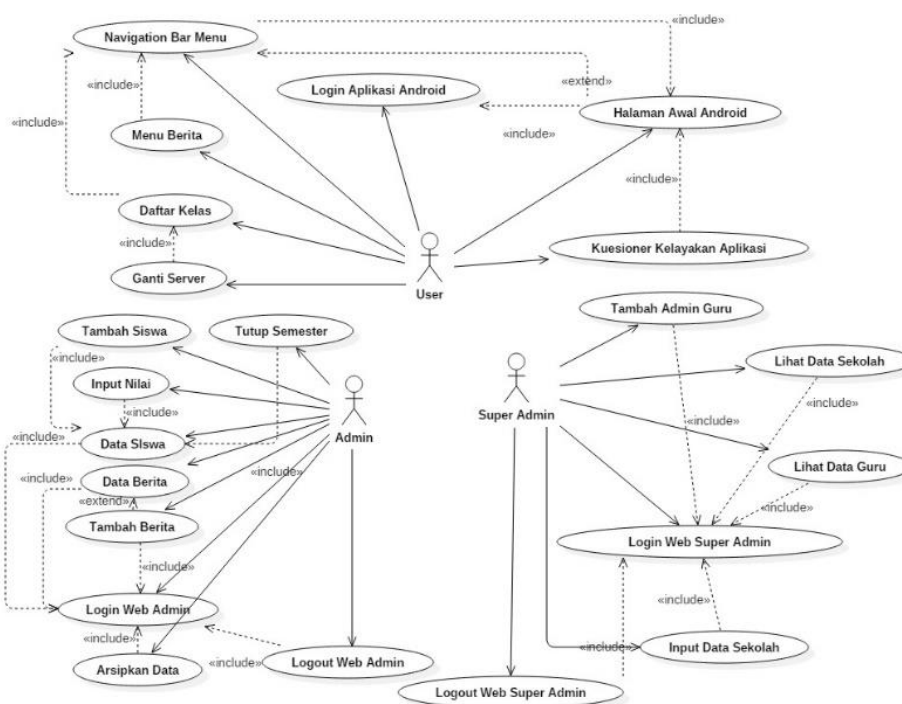 «include»
Navigation Bar Menu
«extend»
«include»
Login Aplikasi Android
Halaman Awal Android
«include»
«include»
Menu Berita
«include»
Daftar Kelas
«include»
Kuesioner Kelayakan Aplikasi
Ganti Server
User
Tambah Admin Guru
Tambah Siswa
Tutup Semester
«include»
Lihat Data Sekolah
Input Nilai
«include»
Super Admin
«include»
Admin
«include»
«include»
Data SIswa
«include»
Data Berita
Lihat Data Guru
«extend»
Tambah Berita
«include»
Login Web Super Admin
«include»
«include»
Login Web Admin
«include»
«include»
Input Data Sekolah
Arsipkan Data
«include»
Logout Web Admin
Logout Web Super Admin